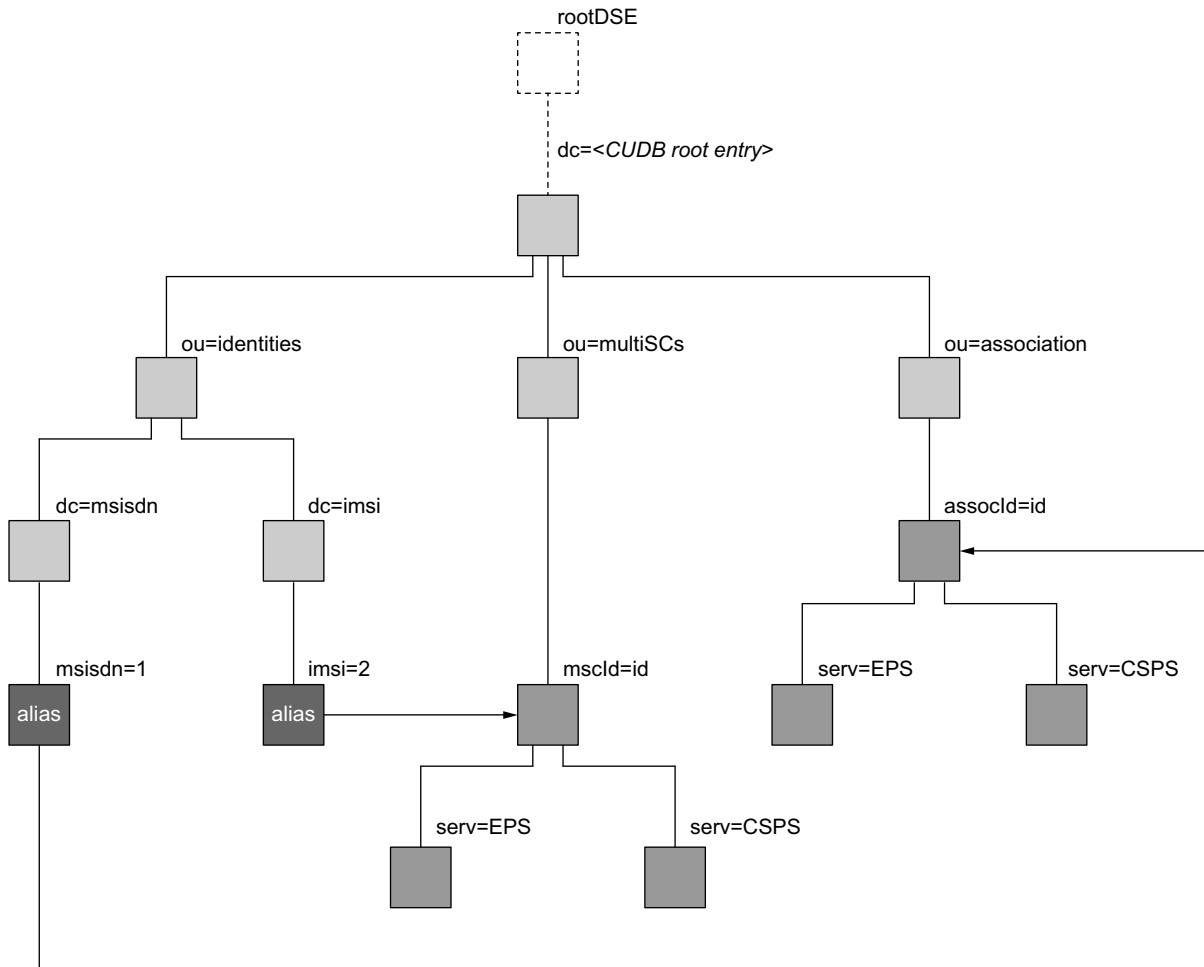 rootDSE
dc=<CUDB root entry>
ou=identities
ou=multiSCs
ou=association
dc=msisdn
dc=imsi
assocId=id
msisdn=1
imsi=2
mscId=id
serv=EPS
serv=CSPS
alias
alias
serv=EPS
serv=CSPS